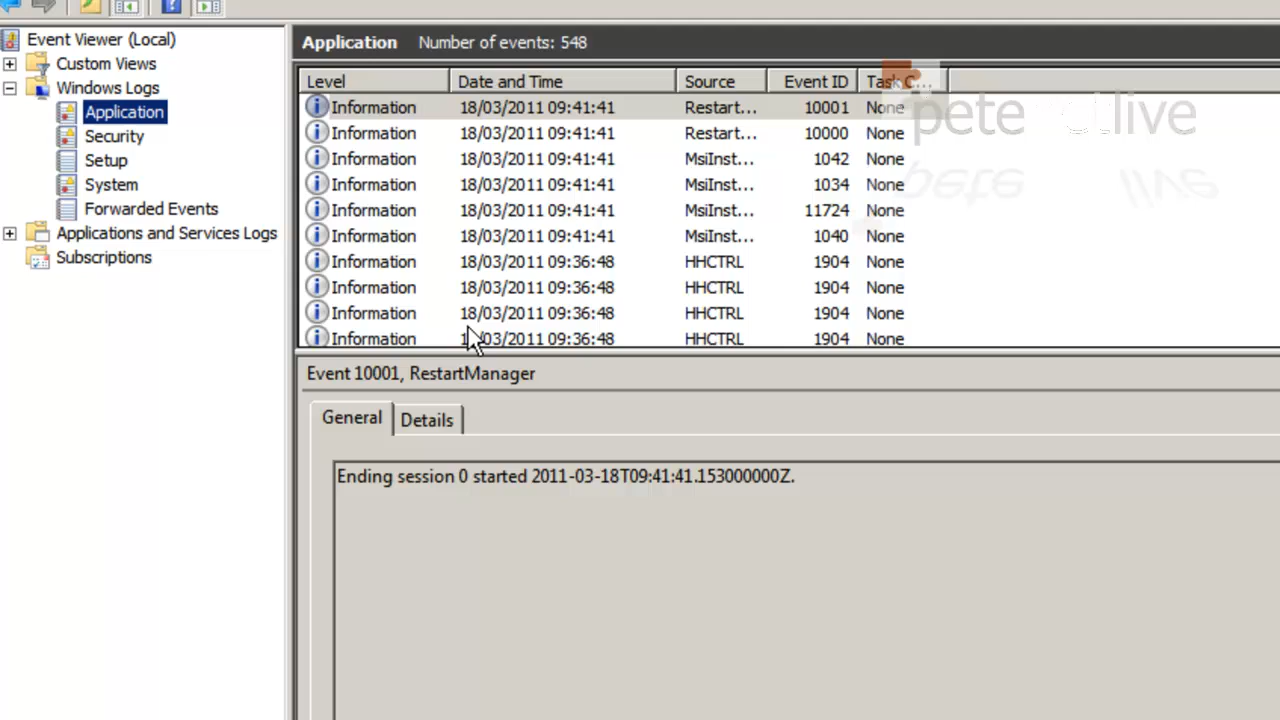 Event Viewer (Local)
Custom Views
Windows Logs
Application
Security
Setup
System
Forwarded Events
Applications and Services Logs
Subscriptions
Application Number of events: 548
Level Date and Time Source Event ID Task C...
Information 18/03/2011 09:41:41 Restart... 10001 None
Information 18/03/2011 09:41:41 Restart... 10000 None
Information 18/03/2011 09:41:41 MsiInst... 1042 None
Information 18/03/2011 09:41:41 MsiInst... 1034 None
Information 18/03/2011 09:41:41 MsiInst... 11724 None
Information 18/03/2011 09:41:41 MsiInst... 1040 None
Information 18/03/2011 09:36:48 HHCTRL 1904 None
Information 18/03/2011 09:36:48 HHCTRL 1904 None
Information 18/03/2011 09:36:48 HHCTRL 1904 None
Information 18/03/2011 09:36:48 HHCTRL 1904 None
Event 10001, RestartManager
General Details
Ending session 0 started 2011-03-18T09:41:41.153000000Z.